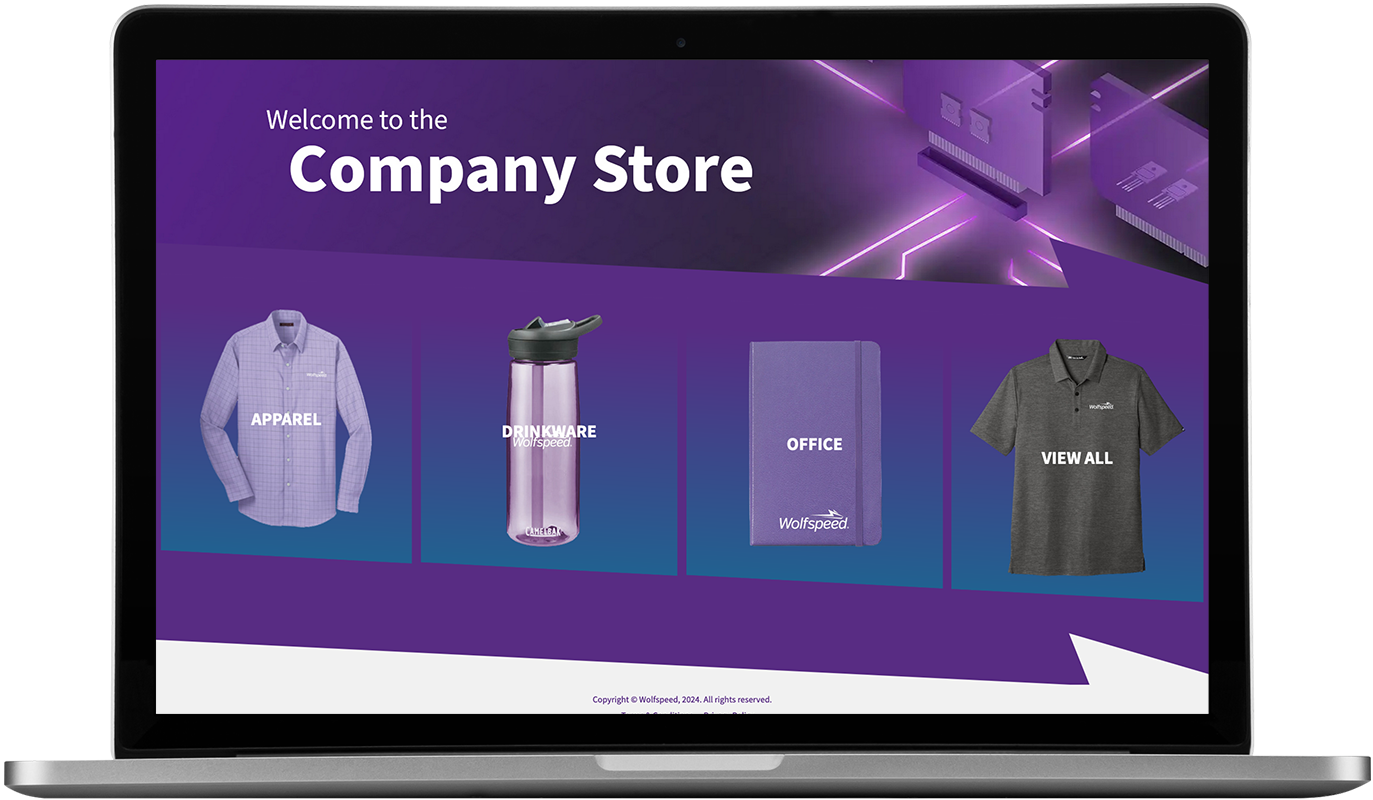 Welcome to the
Company Store
Wolfspeed
APPAREL
DRINKWARE
Wolfspeed.
CAMELBAK
OFFICE
Wolfspeed.
Wolfspeed.
VIEW ALL
Copyright © Wolfspeed, 2024. All rights reserved.